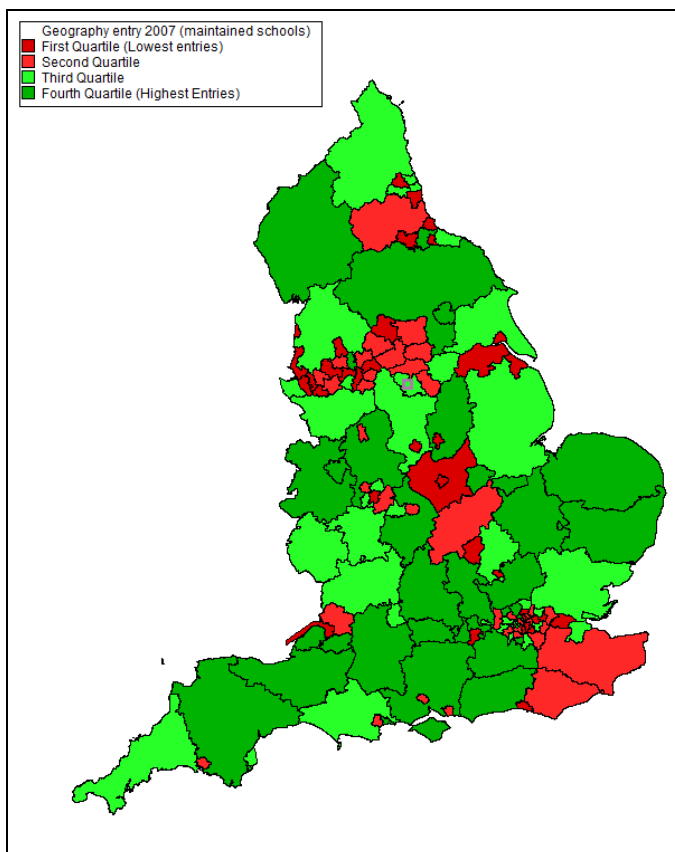 Geography entry 2007 (maintained schools)
First Quartile (Lowest entries)
Second Quartile
Third Quartile
Fourth Quartile (Highest Entries)